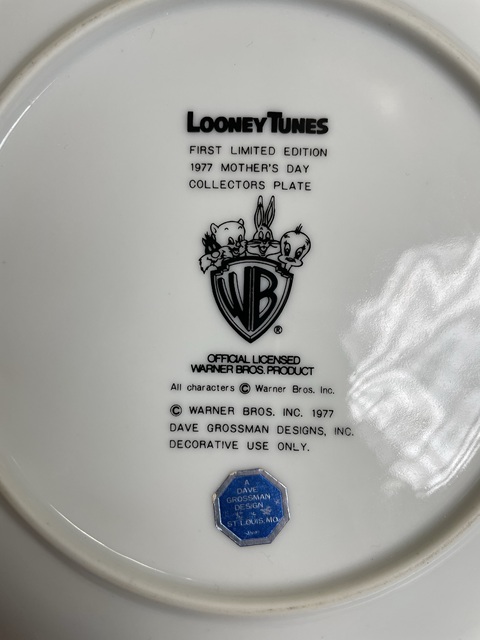 LOONEY TUNES
FIRST LIMITED EDITION
1977 MOTHER'S DAY
COLLECTORS PLATE
WB
®
OFFICIAL LICENSED
WARNER BROS. PRODUCT
All characters © Warner Bros. Inc.
© WARNER BROS. INC. 1977
DAVE GROSSMAN DESIGNS, INC.
DECORATIVE USE ONLY.
A
DAVE
GROSSMAN
DESIGN
ST. LOUIS, MO.